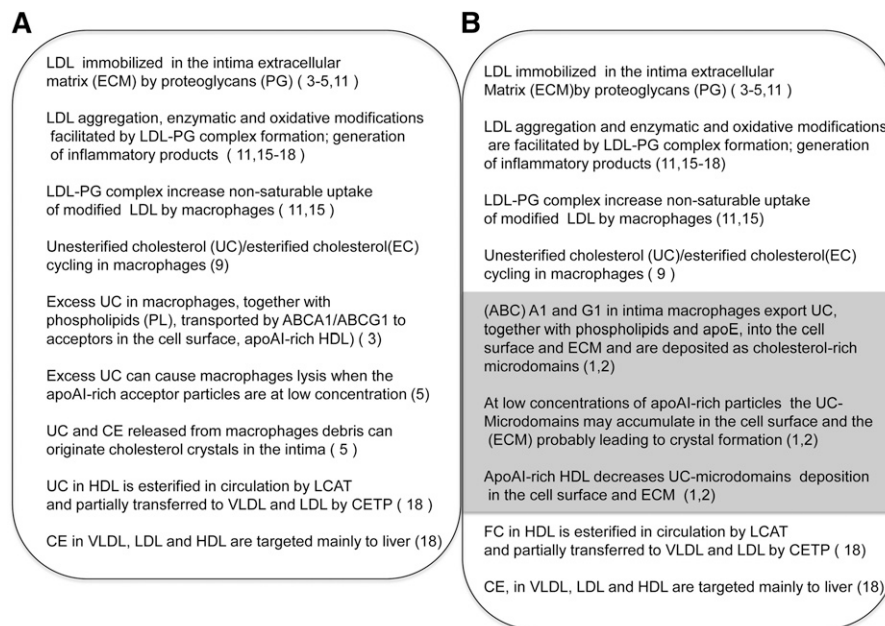 A
LDL immobilized in the intima extracellular
matrix (ECM) by proteoglycans (PG) ( 3-5,11 )
LDL aggregation, enzymatic and oxidative modifications
facilitated by LDL-PG complex formation; generation
of inflammatory products ( 11,15-18)
LDL-PG complex increase non-saturable uptake
of modified LDL by macrophages ( 11,15)
Unesterified cholesterol (UC)/esterified cholesterol(EC)
cycling in macrophages (9)
Excess UC in macrophages, together with
phospholipids (PL), transported by ABCA1/ABCG1 to
acceptors in the cell surface, apoAI-rich HDL) ( 3)
Excess UC can cause macrophages lysis when the
apoAI-rich acceptor particles are at low concentration (5)
UC and CE released from macrophages debris can
originate cholesterol crystals in the intima ( 5 )
UC in HDL is esterified in circulation by LCAT
and partially transferred to VLDL and LDL by CETP ( 18 )
CE in VLDL, LDL and HDL are targeted mainly to liver (18)
B
LDL immobilized in the intima extracellular
Matrix (ECM)by proteoglycans (PG) ( 3-5,11 )
LDL aggregation and enzymatic and oxidative modifications
are facilitated by LDL-PG complex formation; generation
of inflammatory products (11,15-18)
LDL-PG complex increase non-saturable uptake
of modified LDL by macrophages (11,15)
Unesterified cholesterol (UC)/esterified cholesterol(EC)
cycling in macrophages ( 9 )
(ABC) A1 and G1 in intima macrophages export UC,
together with phospholipids and apoE, into the cell
surface and ECM and are deposited as cholesterol-rich
microdomains (1,2)
At low concentrations of apoAI-rich particles the UC-
Microdomains may accumulate in the cell surface and the
(ECM) probably leading to crystal formation (1,2)
ApoAI-rich HDL decreases UC-microdomains deposition
in the cell surface and ECM (1,2)
FC in HDL is esterified in circulation by LCAT
and partially transferred to VLDL and LDL by CETP ( 18)
CE, in VLDL, LDL and HDL are targeted mainly to liver (18)